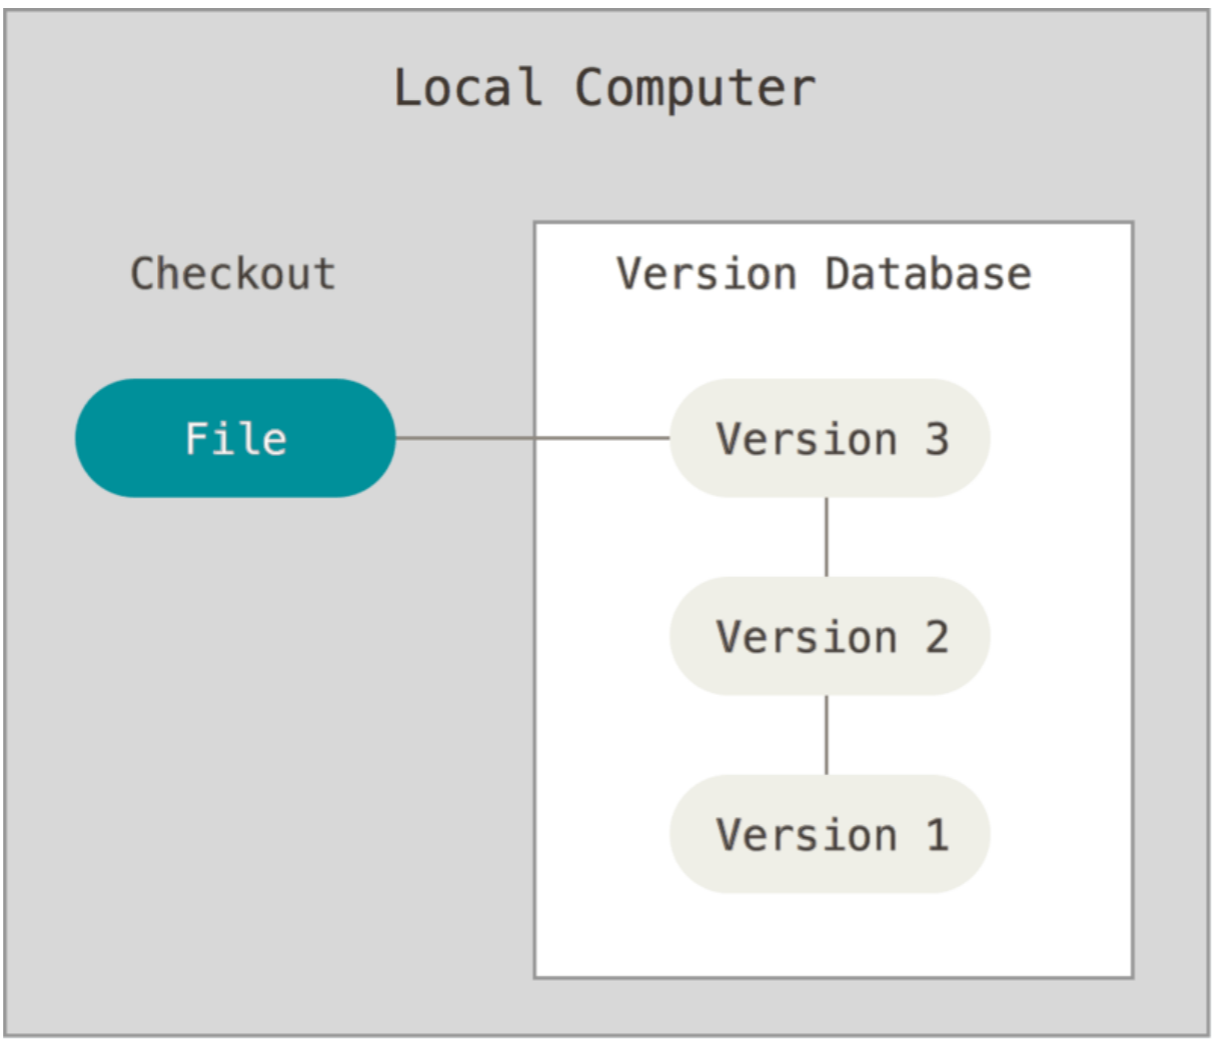 Local Computer
Checkout
Version Database
File
Version 3
Version 2
Version 1